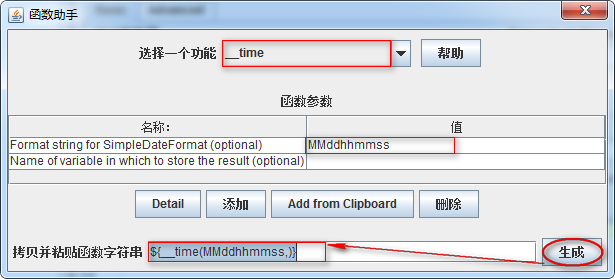 函数助手
选择一个功能 __time 帮助
函数参数
名称: 值
Format string for SimpleDateFormat (optional) MMddhhmmss
Name of variable in which to store the result (optional)
Detail 添加 Add from Clipboard 删除
拷贝并粘贴函数字符串 ${__time(MMddhhmmss,)} 生成